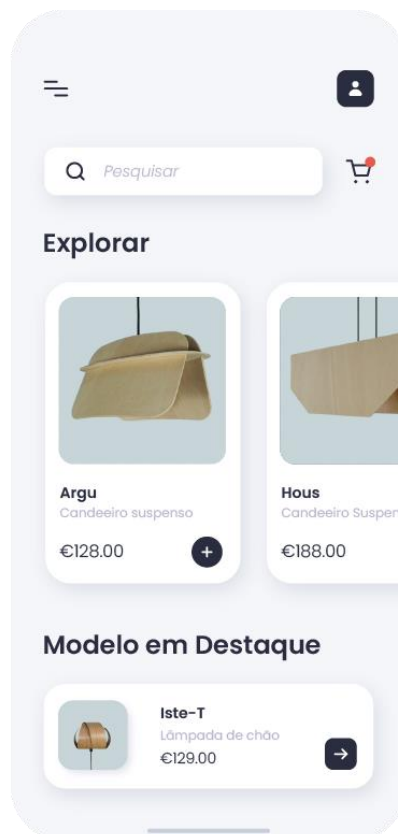 Pesquisar
Explorar
Argu
Candeeiro suspenso
€128.00
Hous
Candeeiro Suspen
€188.00
Modelo em Destaque
Iste-T
Lâmpada de chão
€129.00